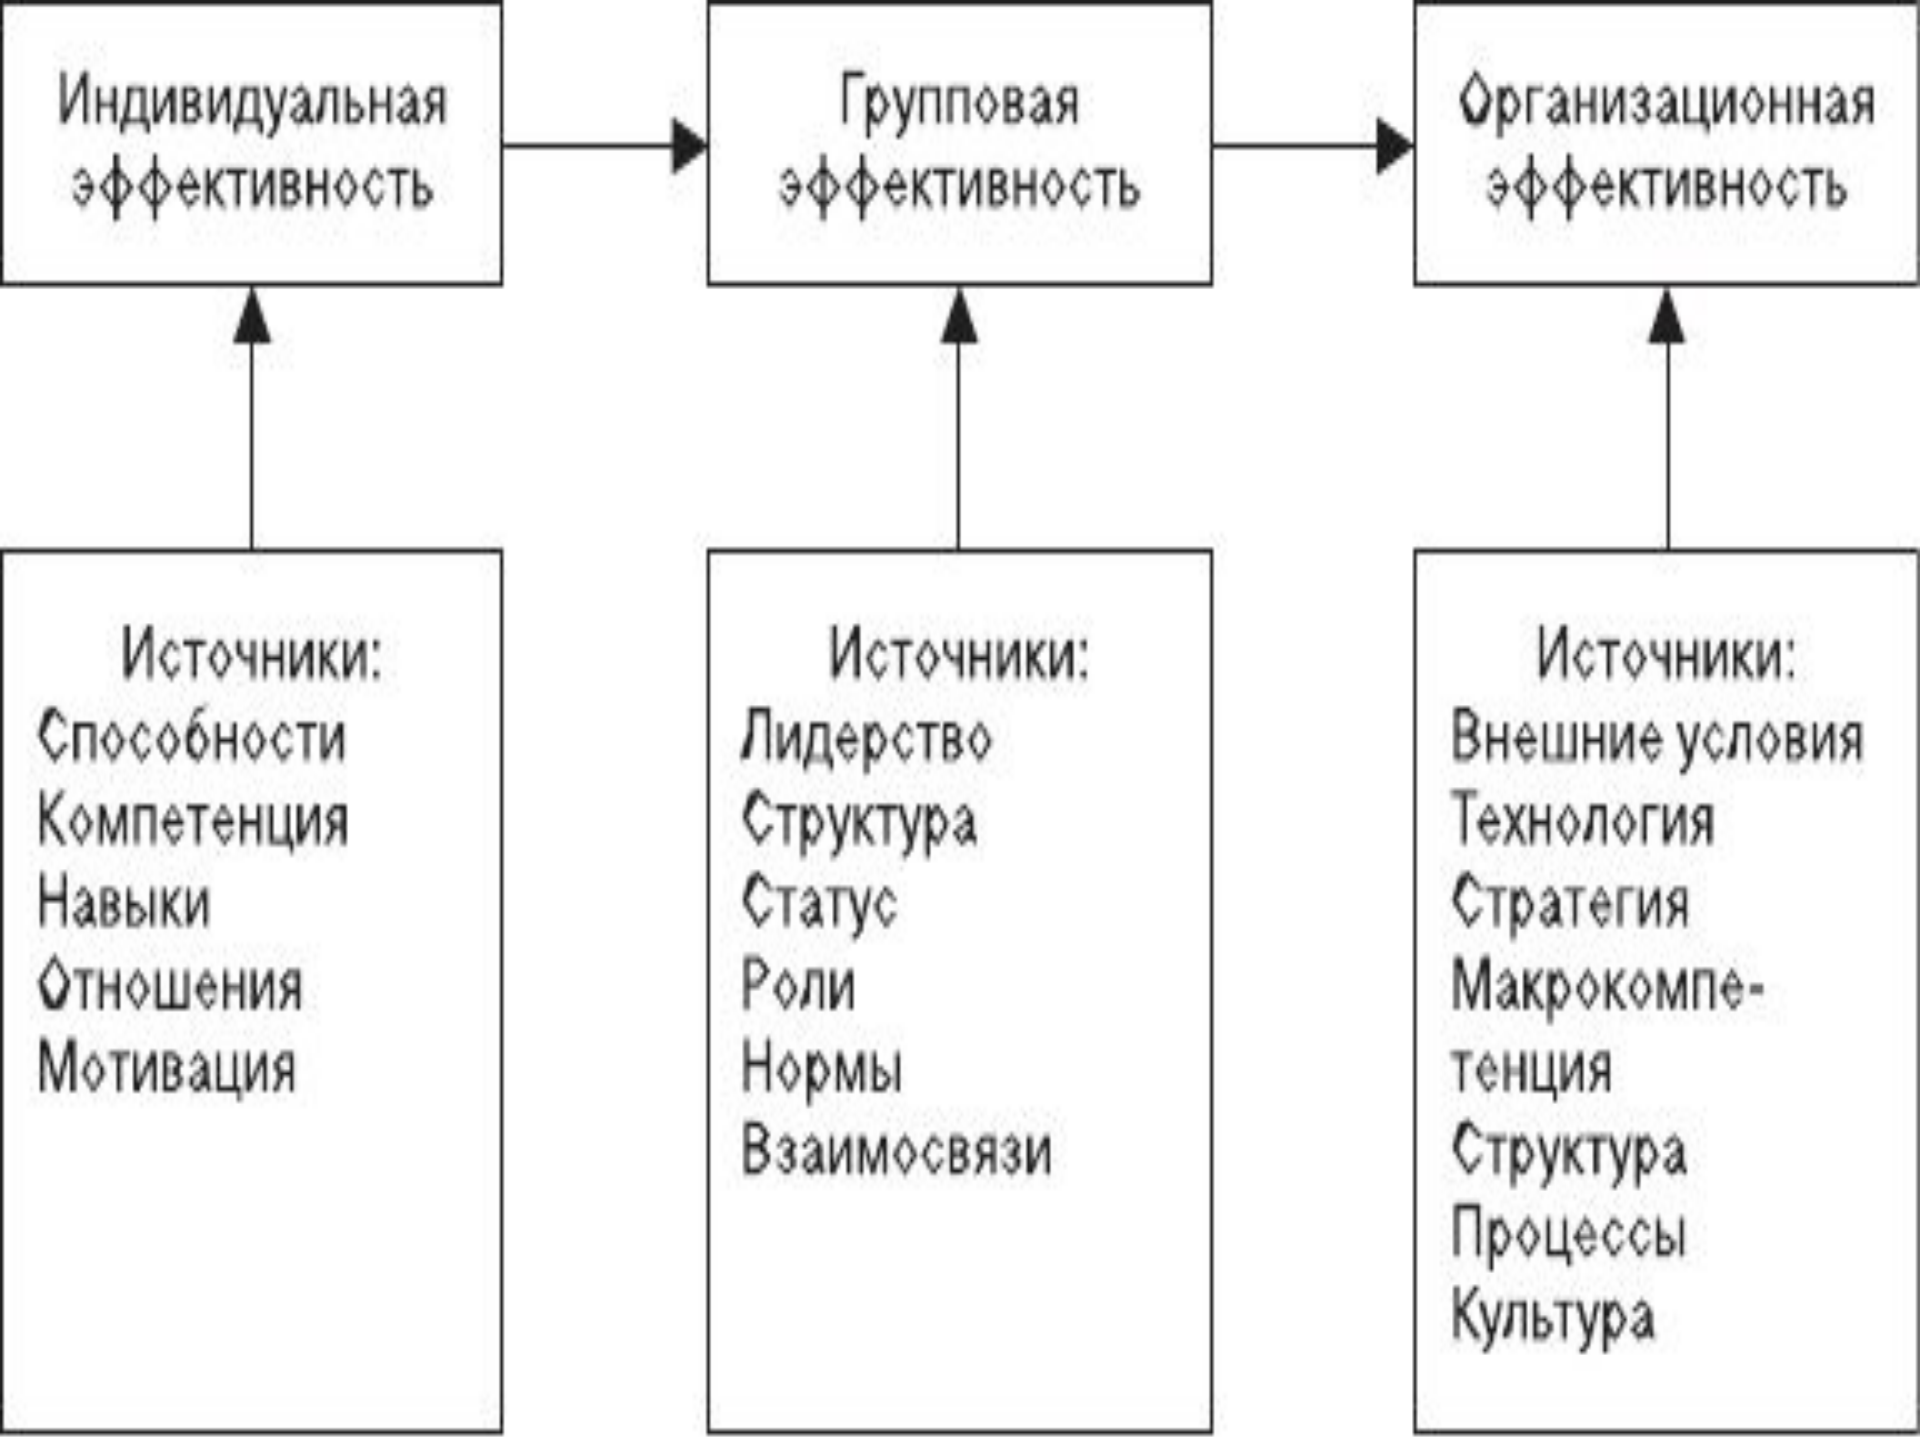 Индивидуальная
эффективность
Групповая
эффективность
Организационная
эффективность
Источники:
Способности
Компетенция
Навыки
Отношения
Мотивация
Источники:
Лидерство
Структура
Статус
Роли
Нормы
Взаимосвязи
Источники:
Внешние условия
Технология
Стратегия
Макрокомпе-
тенция
Структура
Процессы
Культура